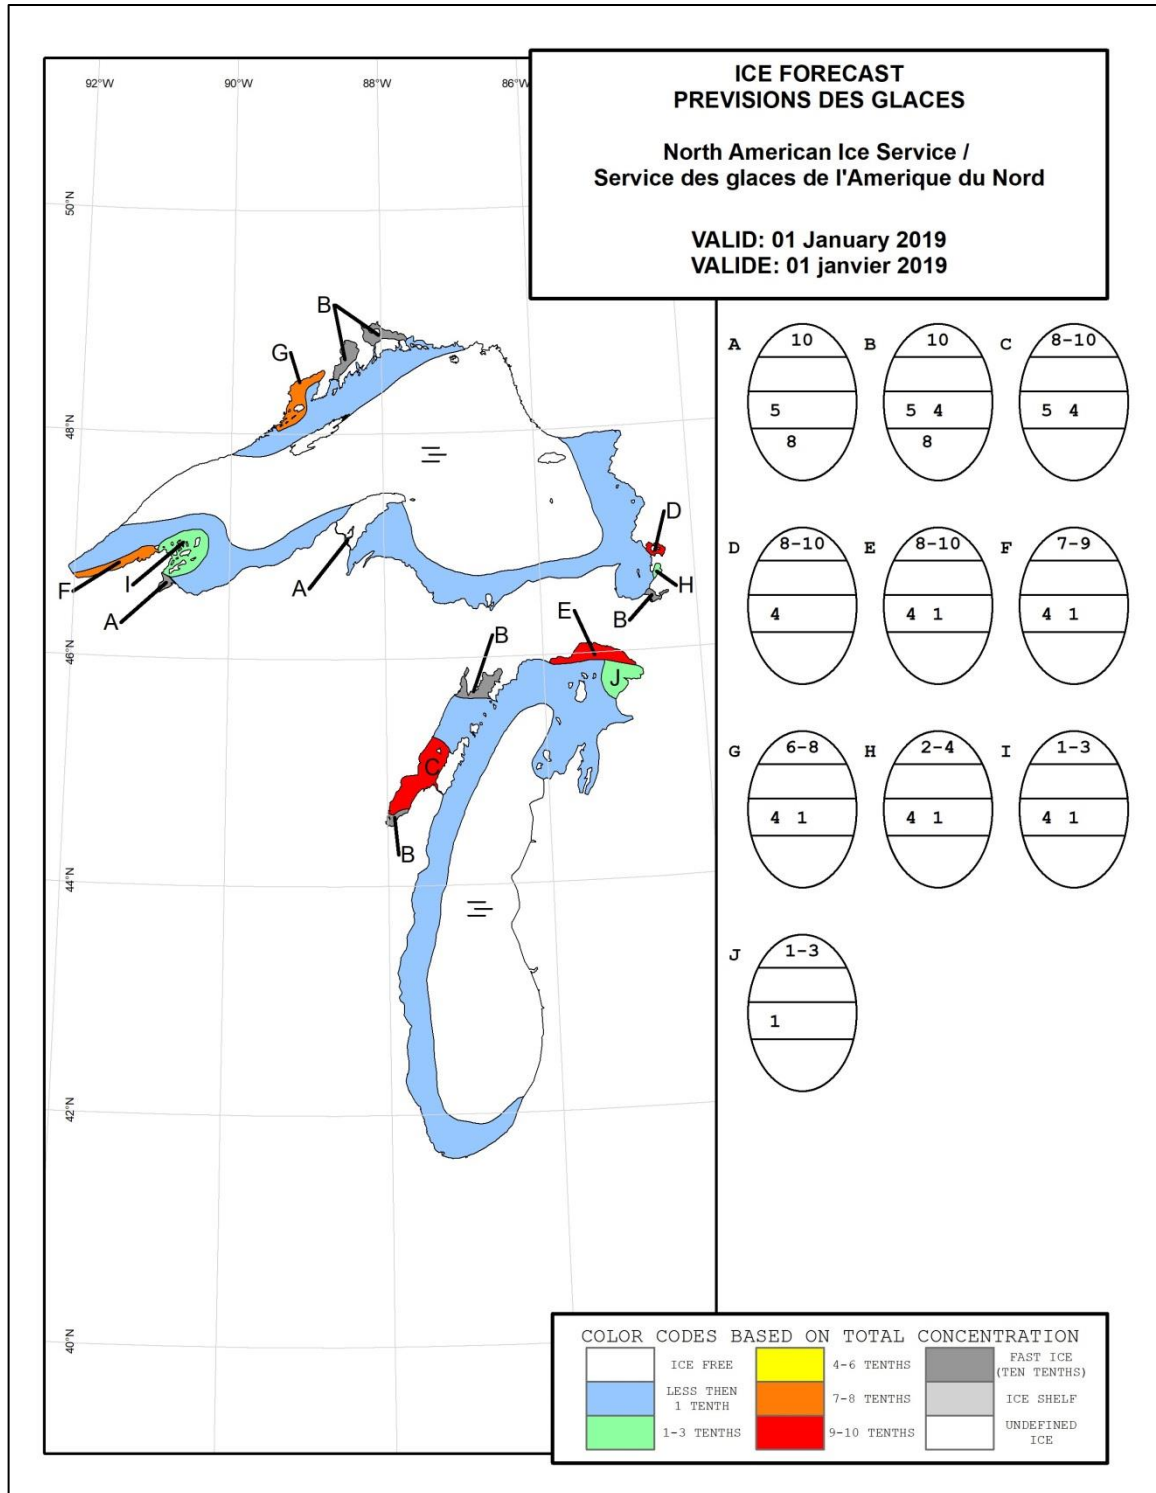 ICE FORECAST
PREVISIONS DES GLACES
North American Ice Service /
Service des glaces de l'Amerique du Nord
VALID: 01 January 2019
VALIDE: 01 janvier 2019
92°W 90°W 88°W 86°W
50°N
48°N
46°N
44°N
42°N
40°N
B
G
D
F
I
A
A
H
B
E
B
J
C
B
A 10
5
8
B 10
5 4
8
C 8-10
5 4
D 8-10
4
E 8-10
4 1
F 7-9
4 1
G 6-8
4 1
H 2-4
4 1
I 1-3
4 1
J 1-3
1
COLOR CODES BASED ON TOTAL CONCENTRATION
ICE FREE
LESS THEN
1 TENTH
1-3 TENTHS
4-6 TENTHS
7-8 TENTHS
9-10 TENTHS
FAST ICE
(TEN TENTHS)
ICE SHELF
UNDEFINED
ICE